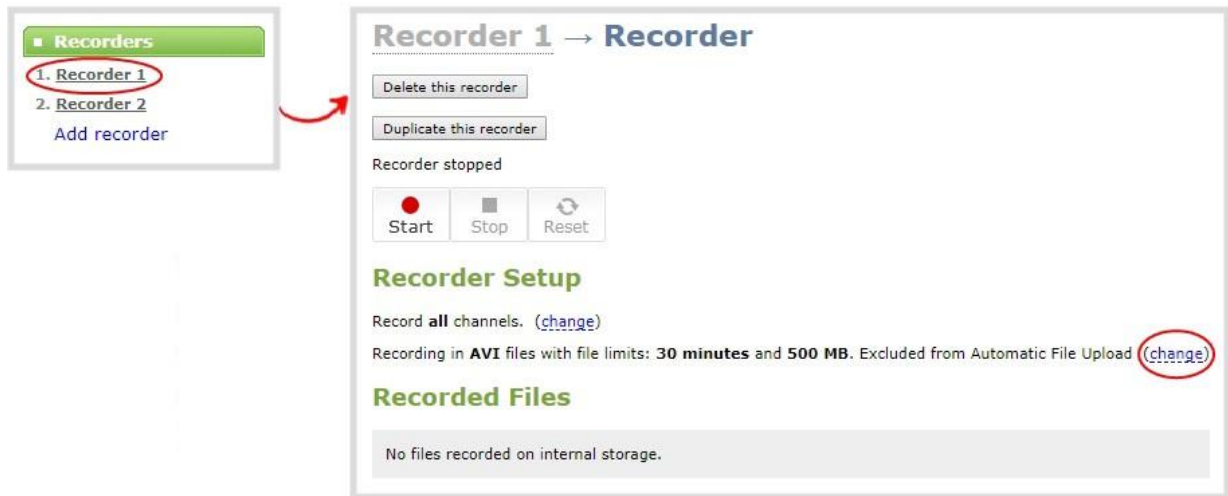 Recorders
1. Recorder 1
2. Recorder 2
Add recorder
Recorder 1 → Recorder
Delete this recorder
Duplicate this recorder
Recorder stopped
Start Stop Reset
Recorder Setup
Record all channels. (change)
Recording in AVI files with file limits: 30 minutes and 500 MB. Excluded from Automatic File Upload (change)
Recorded Files
No files recorded on internal storage.